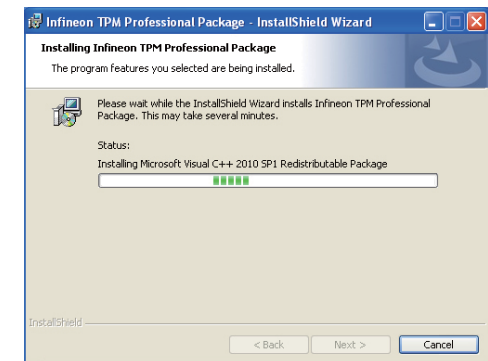 Infineon TPM Professional Package - InstallShield Wizard
Installing Infineon TPM Professional Package
The program features you selected are being installed.
Please wait while the InstallShield Wizard installs Infineon TPM Professional
Package. This may take several minutes.
Status:
Installing Microsoft Visual C++ 2010 SP1 Redistributable Package
InstallShield
< Back
Next >
Cancel